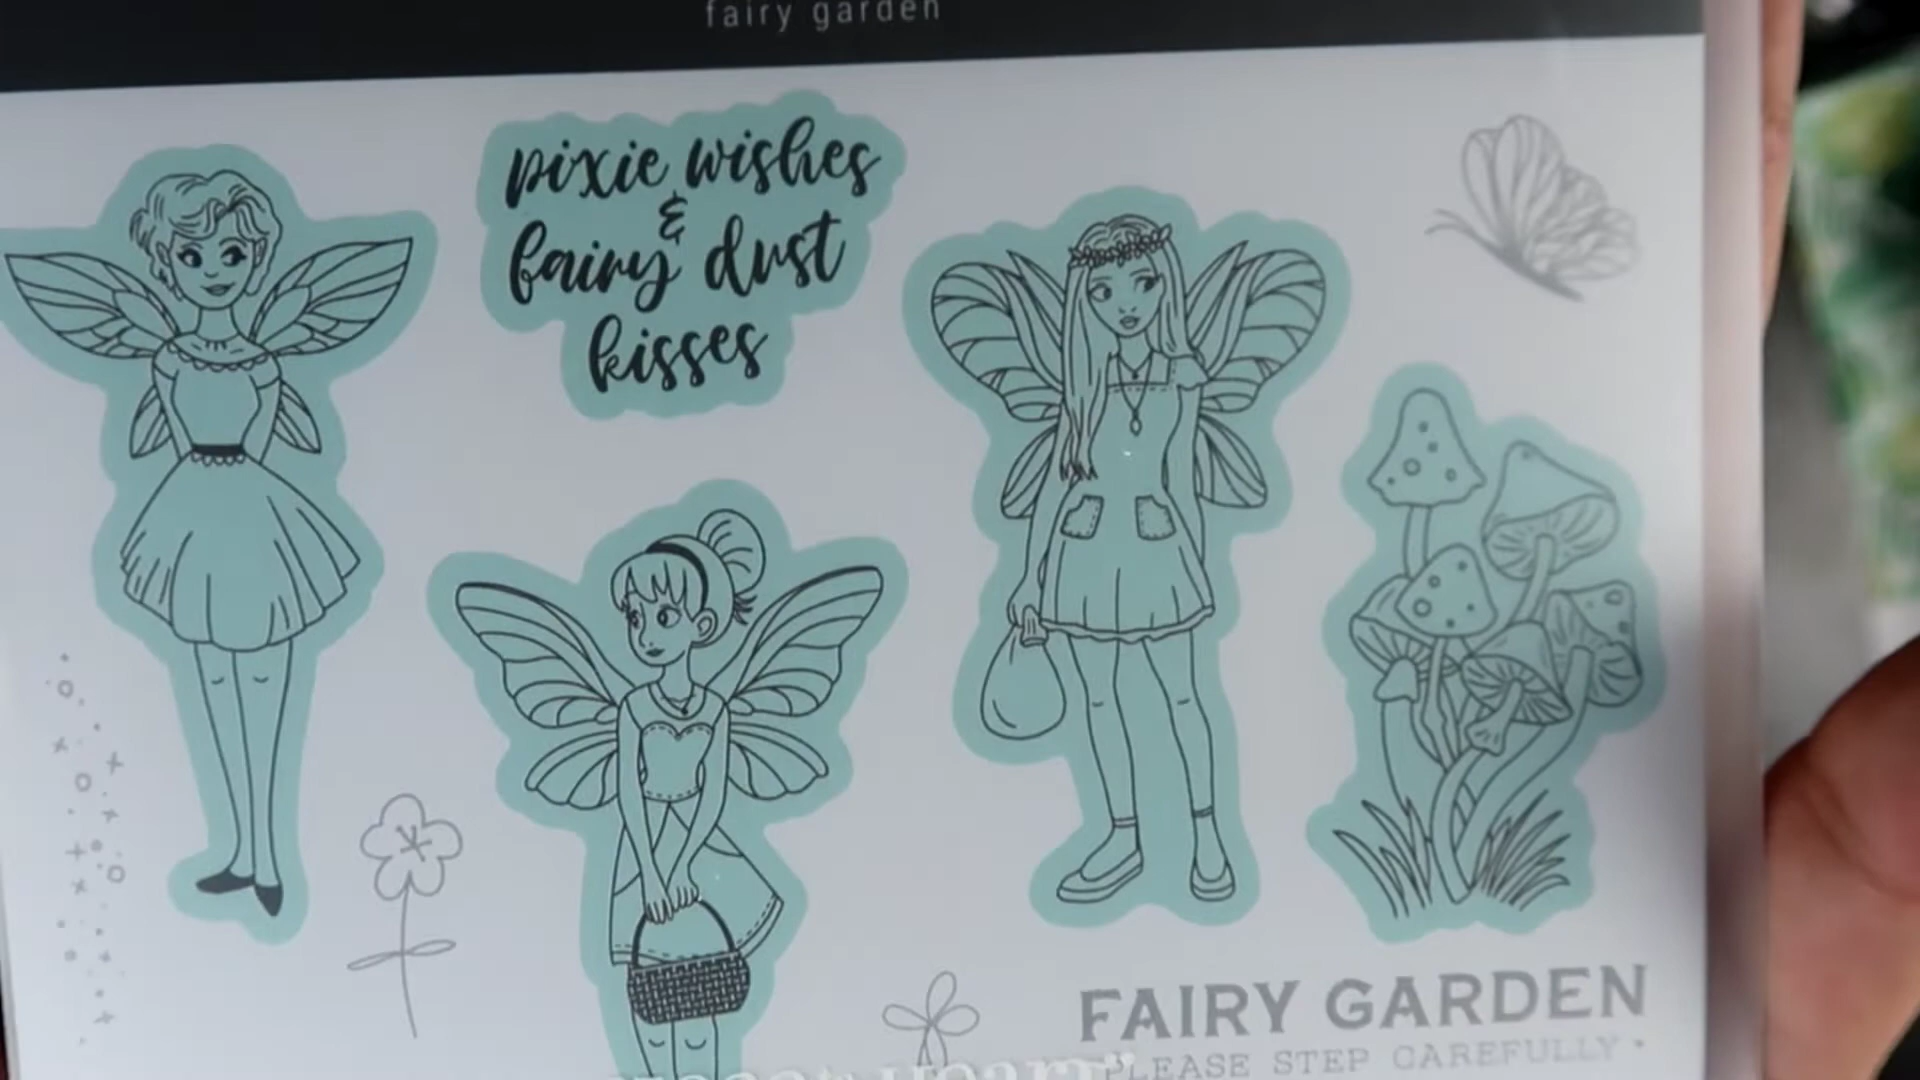 fairy garden
pixie wishes
&
fairy dust
kisses
FAIRY GARDEN
PLEASE STEP CAREFULLY •